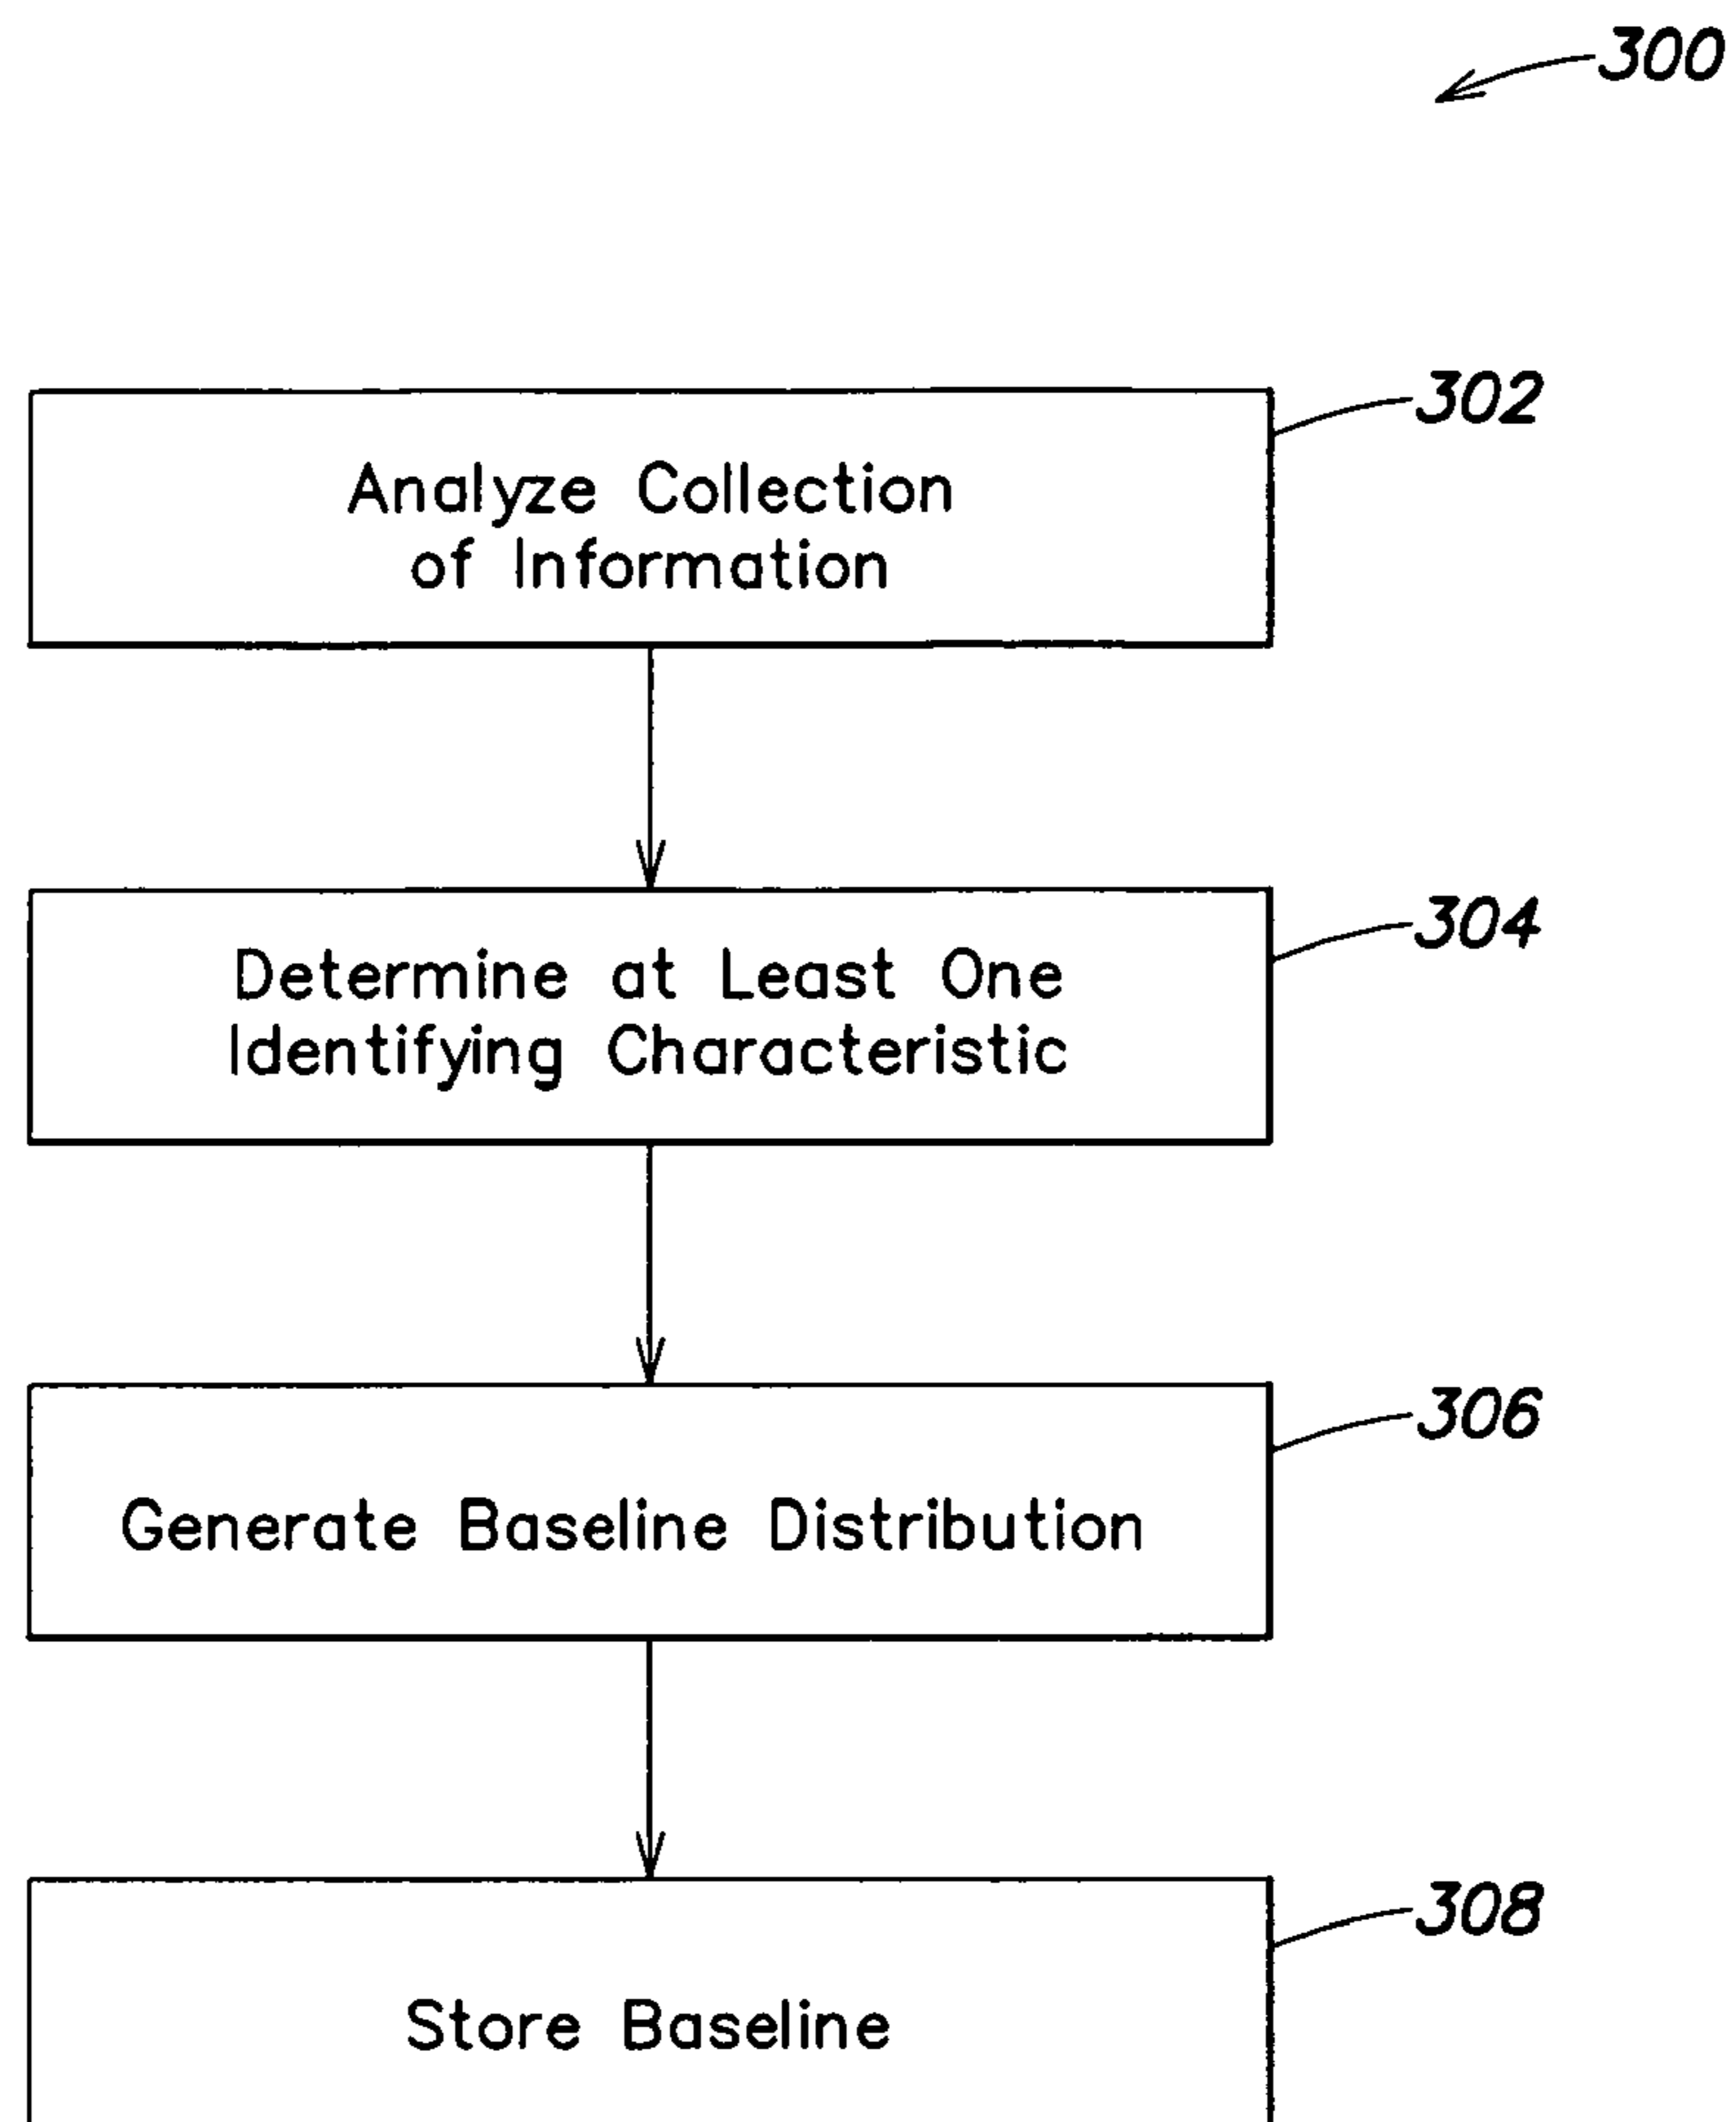 300
302
Analyze Collection
of Information
304
Determine at Least One
Identifying Characteristic
306
Generate Baseline Distribution
308
Store Baseline